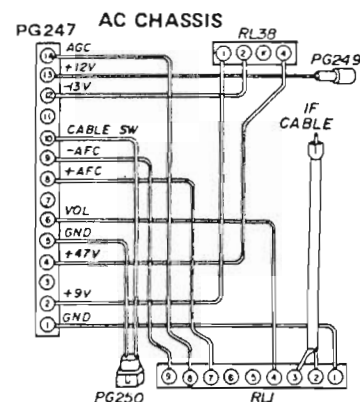 AC CHASSIS
PG247
RL38
1 2 F 4
PG249
IF
CABLE
14 AGC
13 +12V
12 -13V
11
10 CABLE SW
9 -AFC
8 +AFC
7
6 VOL
5 GND
4 +47V
3
2 +9V
1 GND
9 8 7 6 5 4 3 2 1
PG250